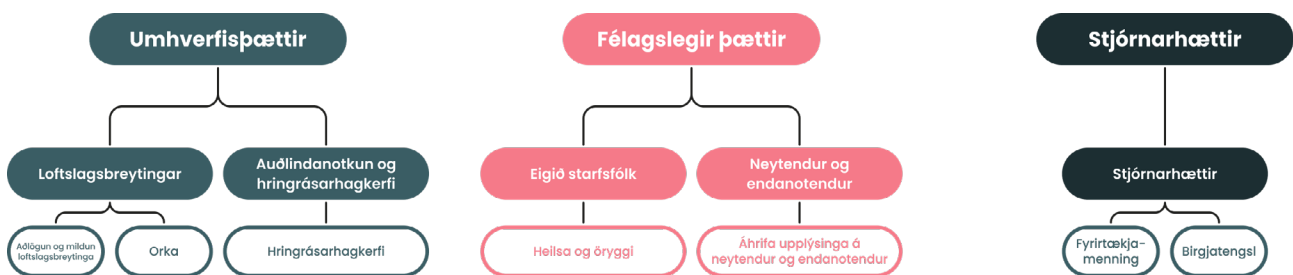 Umhverfisþættir
Félagslegir þættir
Stjórnarhættir
Loftslagsbreytingar
Auðlindanotkun og
hringrásarhagkerfi
Eigið starfsfólk
Neytendur og
endanotendur
Stjórnarhættir
Aðlögun og mildun
loftslagsbreytinga
Orka
Hringrásarhagkerfi
Heilsa og öryggi
Áhrifa upplýsinga á
neytendur og endanotendur
Fyrirtækja-
menning
Birgjatengsl